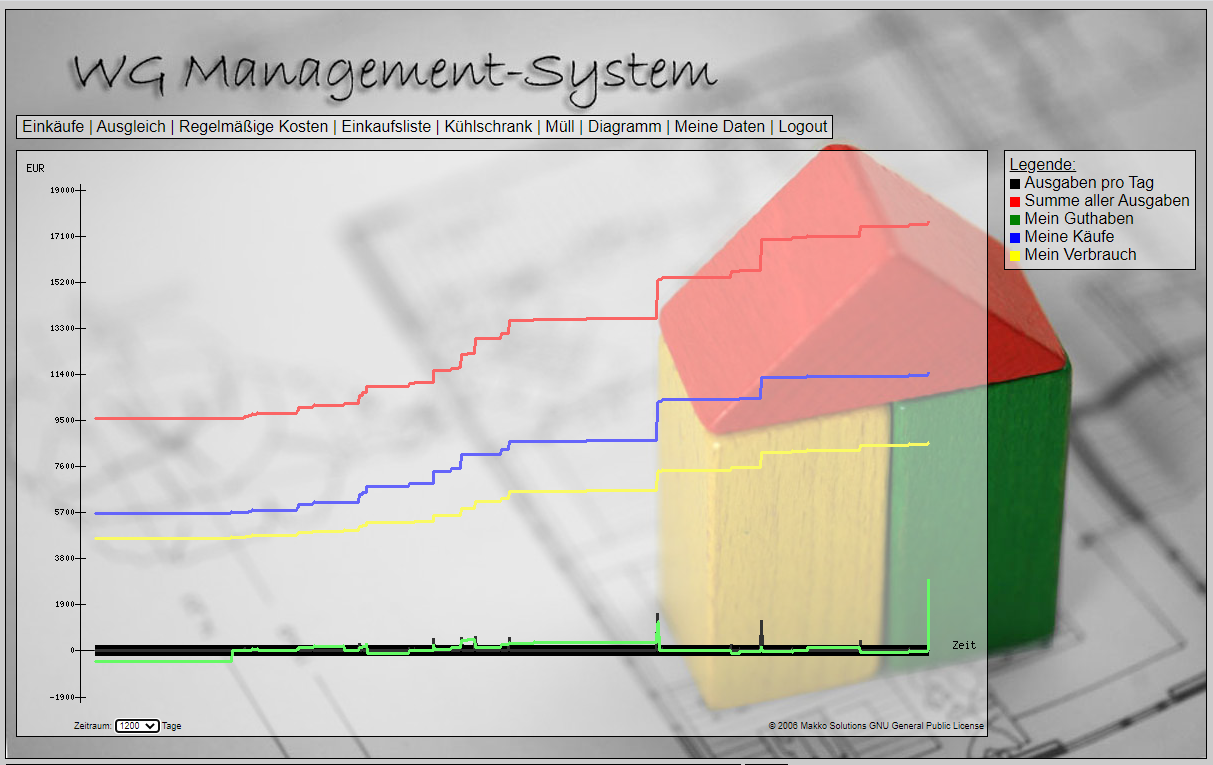 WG Management-System
Einkäufe | Ausgleich | Regelmäßige Kosten | Einkaufsliste | Kühlschrank | Müll | Diagramm | Meine Daten | Logout
EUR
19000
17100
15200
13300
11400
9500
7600
5700
3800
1900
0
-1900
Zeit
Zeitraum: 1200 Tage
© 2006 Makko Solutions GNU General Public License
Legende:
Ausgaben pro Tag
Summe aller Ausgaben
Mein Guthaben
Meine Käufe
Mein Verbrauch